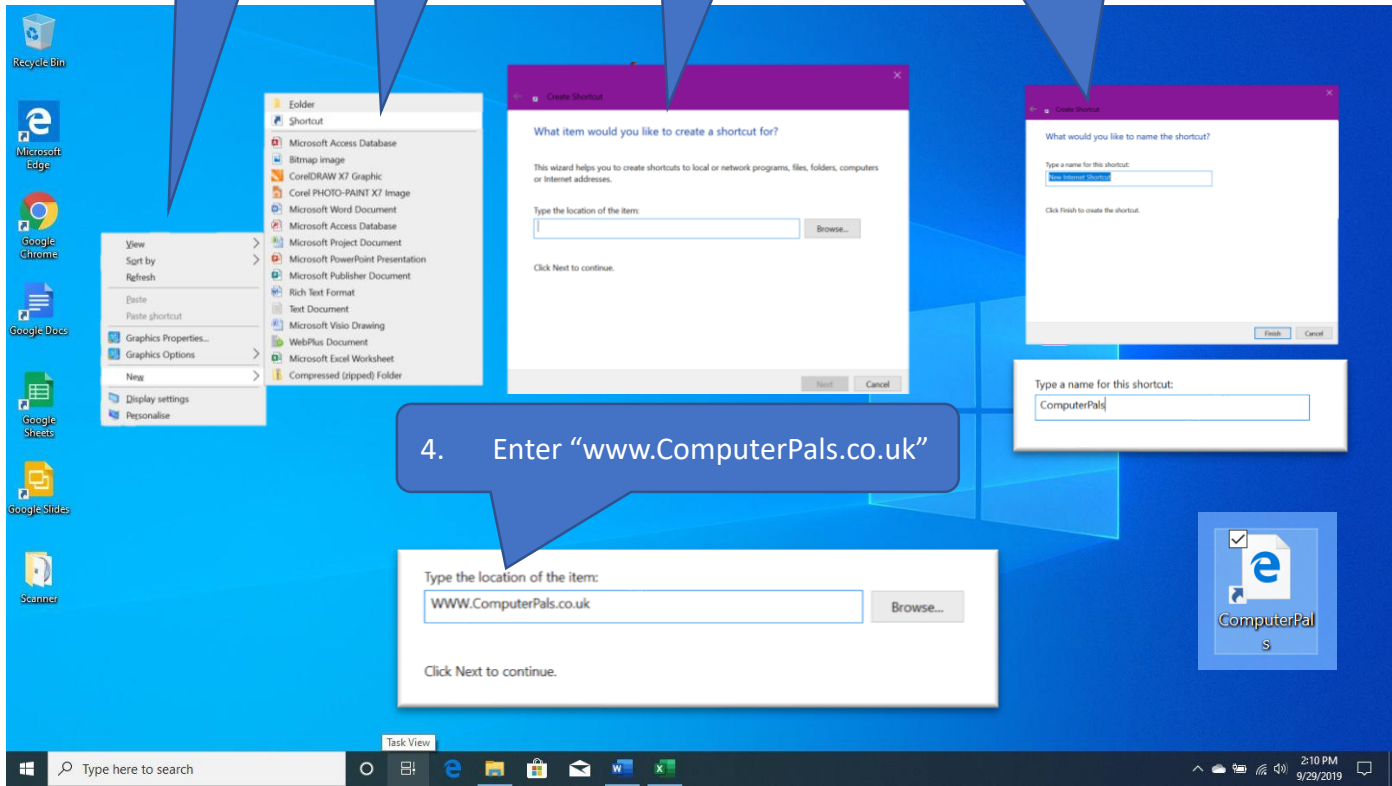 Recycle Bin
Microsoft
Edge
Google
Chrome
Google Docs
Google
Sheets
Google Slides
Scanner
View
Sort by
Refresh
Paste
Paste shortcut
Graphics Properties...
Graphics Options
New
Display settings
Personalise
Folder
Shortcut
Microsoft Access Database
Bitmap image
CorelDRAW X7 Graphic
Corel PHOTO-PAINT X7 Image
Microsoft Word Document
Microsoft Access Database
Microsoft Project Document
Microsoft PowerPoint Presentation
Microsoft Publisher Document
Rich Text Format
Text Document
Microsoft Visio Drawing
WebPlus Document
Microsoft Excel Worksheet
Compressed (zipped) Folder
Create Shortcut
What item would you like to create a shortcut for?
This wizard helps you to create shortcuts to local or network programs, files, folders, computers
or Internet addresses.
Type the location of the item:
Browse...
Click Next to continue.
Next Cancel
Create Shortcut
What would you like to name the shortcut?
Type a name for this shortcut:
New Internet Shortcut
Click Finish to create the shortcut.
Finish Cancel
Type a name for this shortcut:
ComputerPals
4. Enter “www.ComputerPals.co.uk”
Type the location of the item:
WWW.ComputerPals.co.uk
Browse...
Click Next to continue.
ComputerPal
s
Task View
Type here to search
2:10 PM
9/29/2019